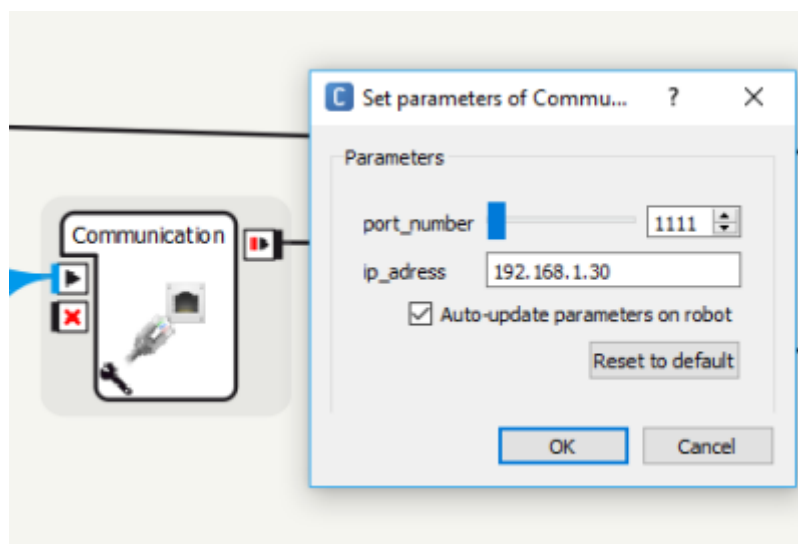 C Set parameters of Commu... ?
Parameters
port_number 1111
ip_adress 192.168.1.30
Auto-update parameters on robot
Reset to default
OK Cancel
Communication